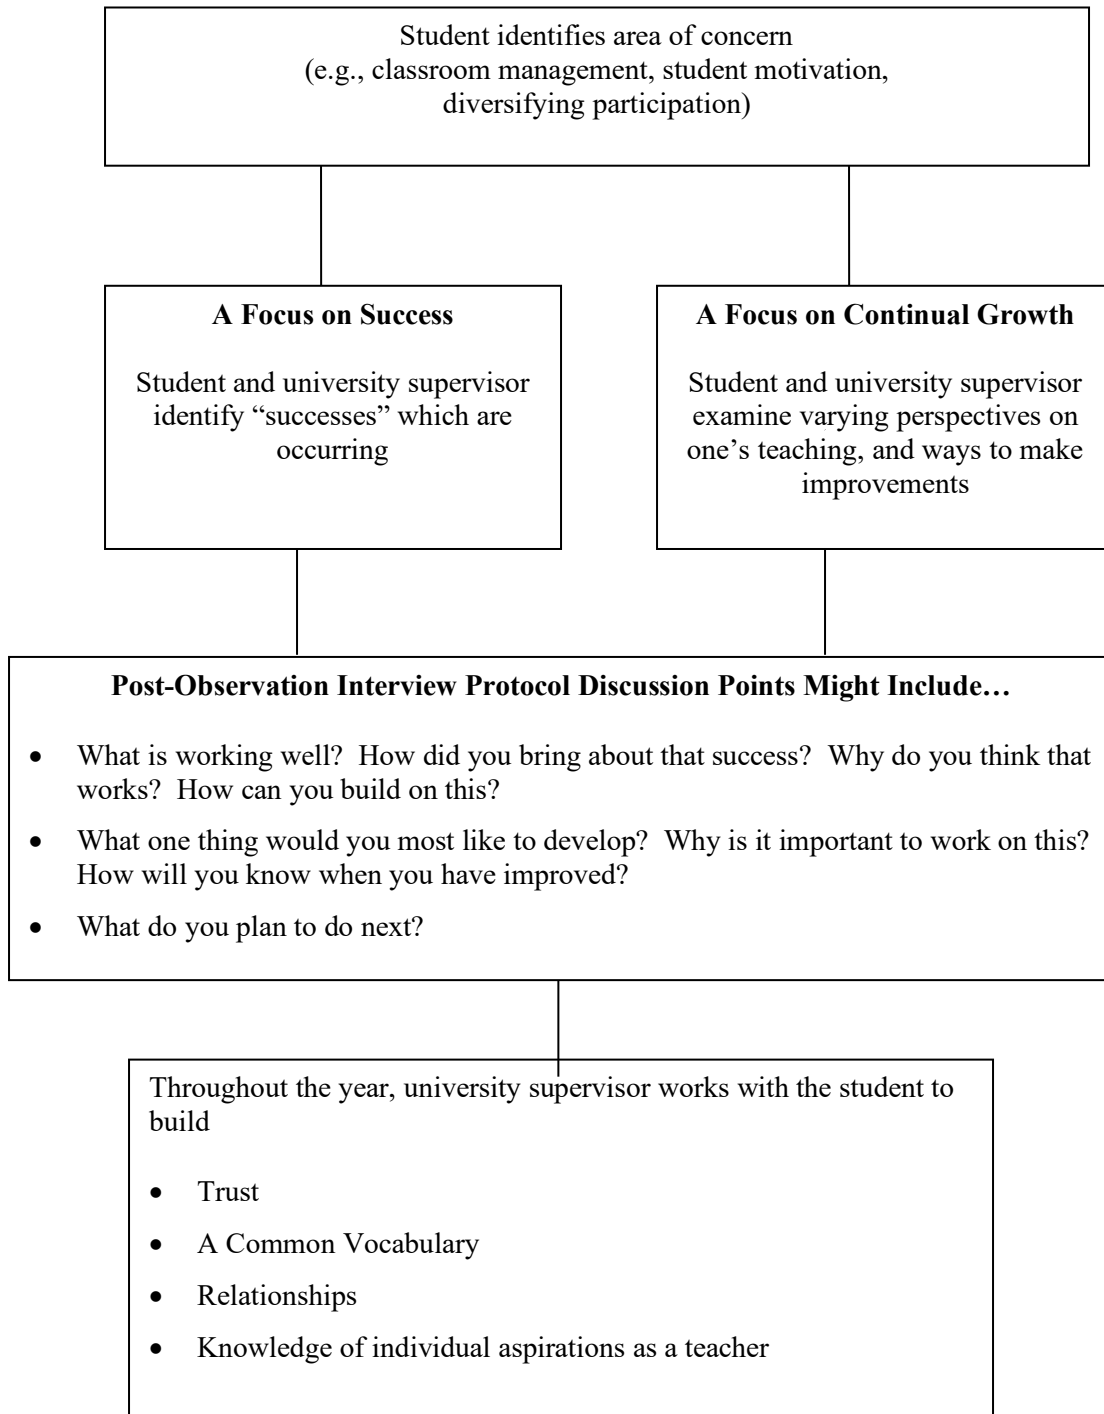 Student identifies area of concern
(e.g., classroom management, student motivation,
diversifying participation)
A Focus on Success
Student and university supervisor
identify “successes” which are
occurring
A Focus on Continual Growth
Student and university supervisor
examine varying perspectives on
one’s teaching, and ways to make
improvements
Post-Observation Interview Protocol Discussion Points Might Include…
• What is working well?  How did you bring about that success?  Why do you think that
works?  How can you build on this?
• What one thing would you most like to develop?  Why is it important to work on this?
How will you know when you have improved?
• What do you plan to do next?
Throughout the year, university supervisor works with the student to
build
• Trust
• A Common Vocabulary
• Relationships
• Knowledge of individual aspirations as a teacher